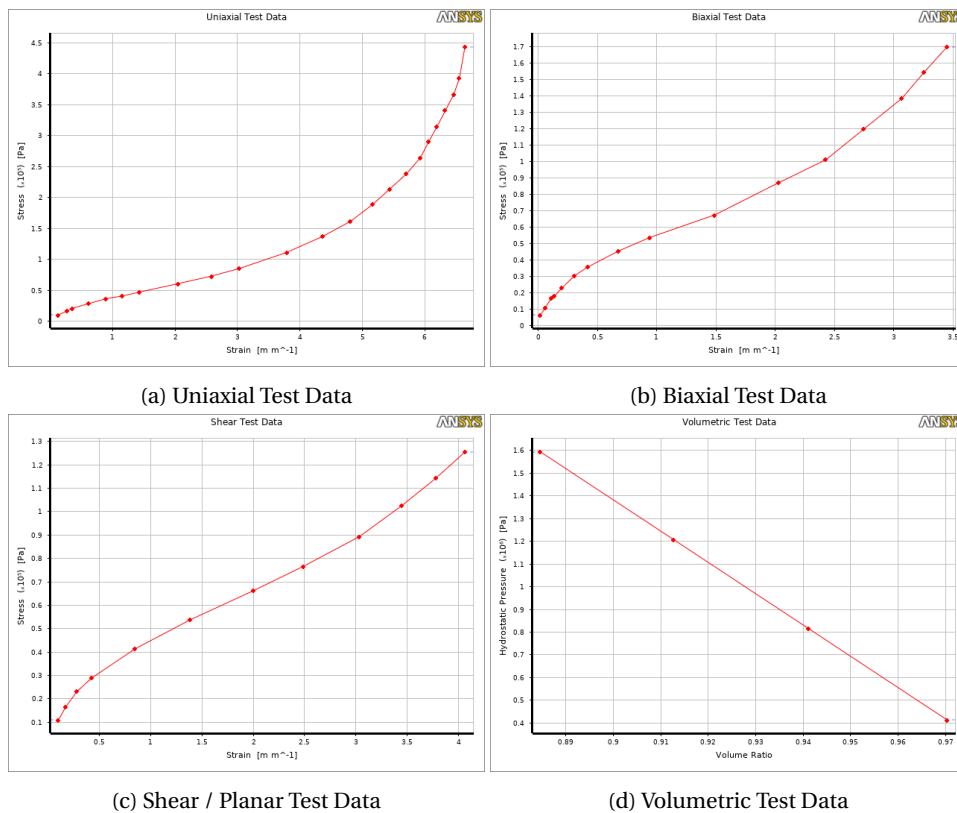 Uniaxial Test Data
ANSYS
4.5
4
3.5
3
2.5
2
1.5
1
0.5
0
Stress (ₓ10⁵) [Pa]
1 2 3 4 5 6
Strain [m m^-1]
(a) Uniaxial Test Data
Biaxial Test Data
ANSYS
1.7
1.6
1.5
1.4
1.3
1.2
1.1
1
0.9
0.8
0.7
0.6
0.5
0.4
0.3
0.2
0.1
0
Stress (ₓ10⁵) [Pa]
0 0.5 1 1.5 2 2.5 3 3.5
Strain [m m^-1]
(b) Biaxial Test Data
Shear Test Data
ANSYS
1.3
1.2
1.1
1
0.9
0.8
0.7
0.6
0.5
0.4
0.3
0.2
0.1
Stress (ₓ10⁵) [Pa]
0.5 1 1.5 2 2.5 3 3.5 4
Strain [m m^-1]
(c) Shear / Planar Test Data
Volumetric Test Data
ANSYS
1.6
1.5
1.4
1.3
1.2
1.1
1
0.9
0.8
0.7
0.6
0.5
0.4
Hydrostatic Pressure (ₓ10⁶) [Pa]
0.89 0.9 0.91 0.92 0.93 0.94 0.95 0.96 0.97
Volume Ratio
(d) Volumetric Test Data